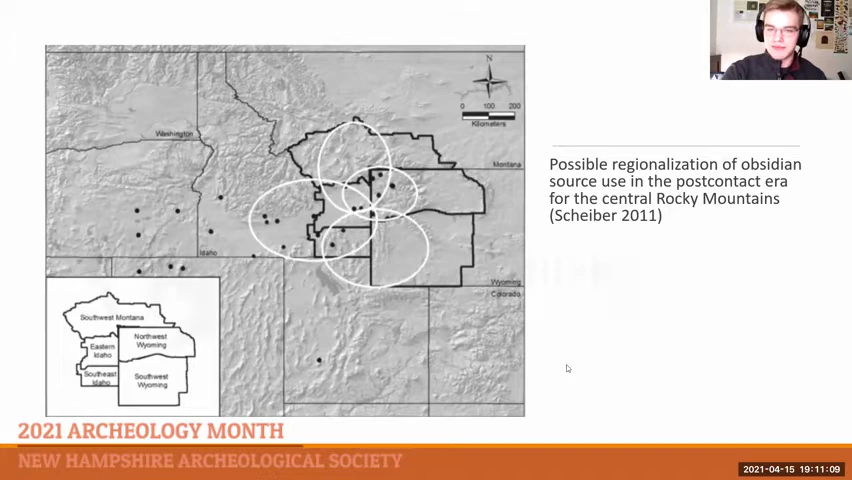 N
0 100 200
Kilometers
Washington
Montana
Idaho
Wyoming
Colorado
Southwest Montana
Eastern
Idaho
Northwest
Wyoming
Southeast
Idaho
Southwest
Wyoming
Possible regionalization of obsidian
source use in the postcontact era
for the central Rocky Mountains
(Scheiber 2011)
2021 ARCHEOLOGY MONTH
NEW HAMPSHIRE ARCHEOLOGICAL SOCIETY
2021-04-15 19:11:09